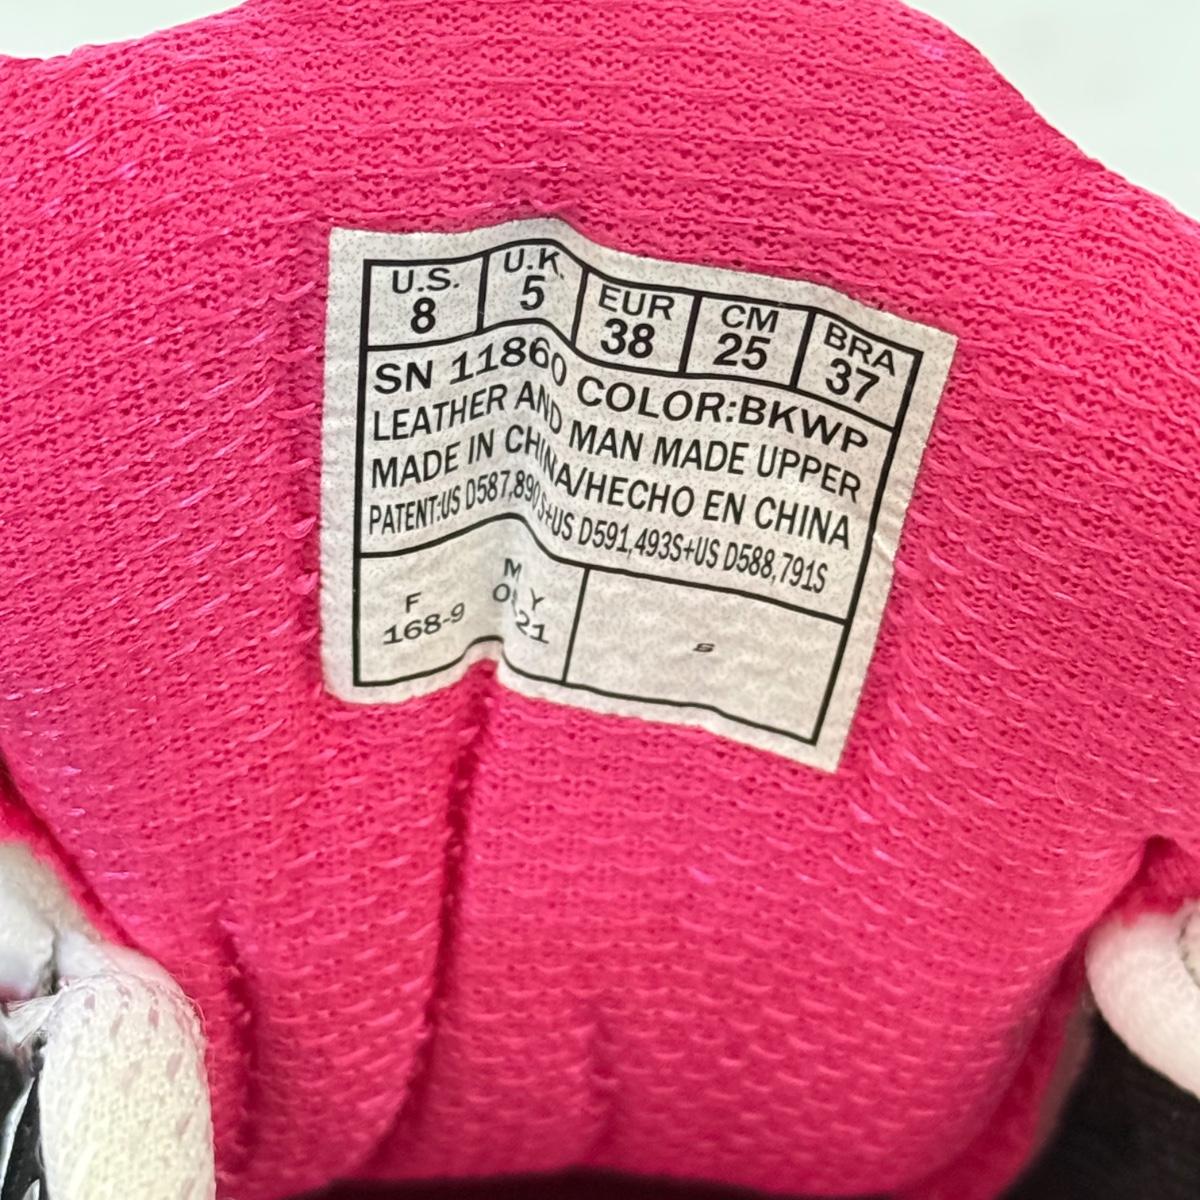 U.S. U.K. EUR CM BRA
8 5 38 25 37
SN 11860 COLOR:BKWP
LEATHER AND MAN MADE UPPER
MADE IN CHINA/HECHO EN CHINA
PATENT:US D587,890S+US D591,493S+US D588,791S
F M Y
168-9 21